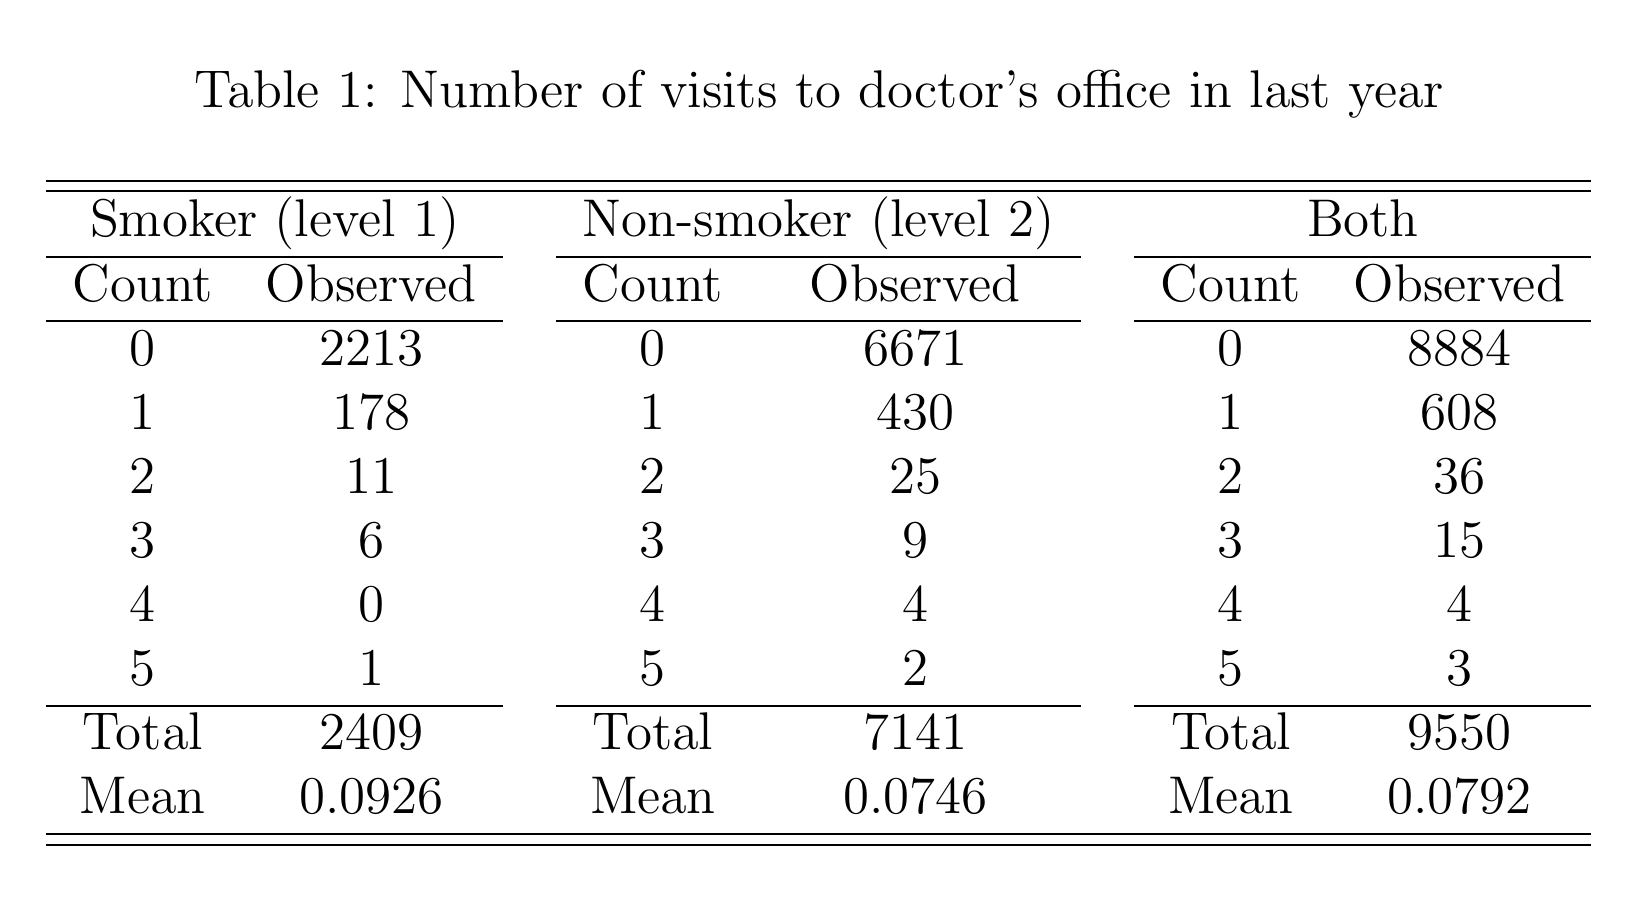 Table 1: Number of visits to doctor's office in last year
Smoker (level 1) Non-smoker (level 2) Both
Count Observed Count Observed Count Observed
0 2213 0 6671 0 8884
1 178 1 430 1 608
2 11 2 25 2 36
3 6 3 9 3 15
4 0 4 4 4 4
5 1 5 2 5 3
Total 2409 Total 7141 Total 9550
Mean 0.0926 Mean 0.0746 Mean 0.0792